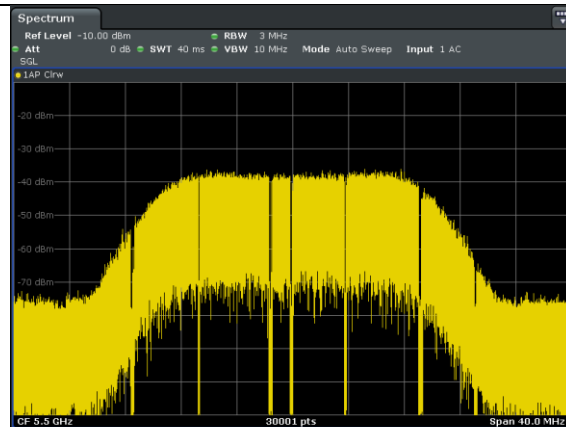 Spectrum
Ref Level -10.00 dBm RBW 3 MHz
Att 0 dB SWT 40 ms VBW 10 MHz Mode Auto Sweep Input 1 AC
SGL
1AP Clrw
-20 dBm
-30 dBm
-40 dBm
-50 dBm
-60 dBm
-70 dBm
CF 5.5 GHz 30001 pts Span 40.0 MHz